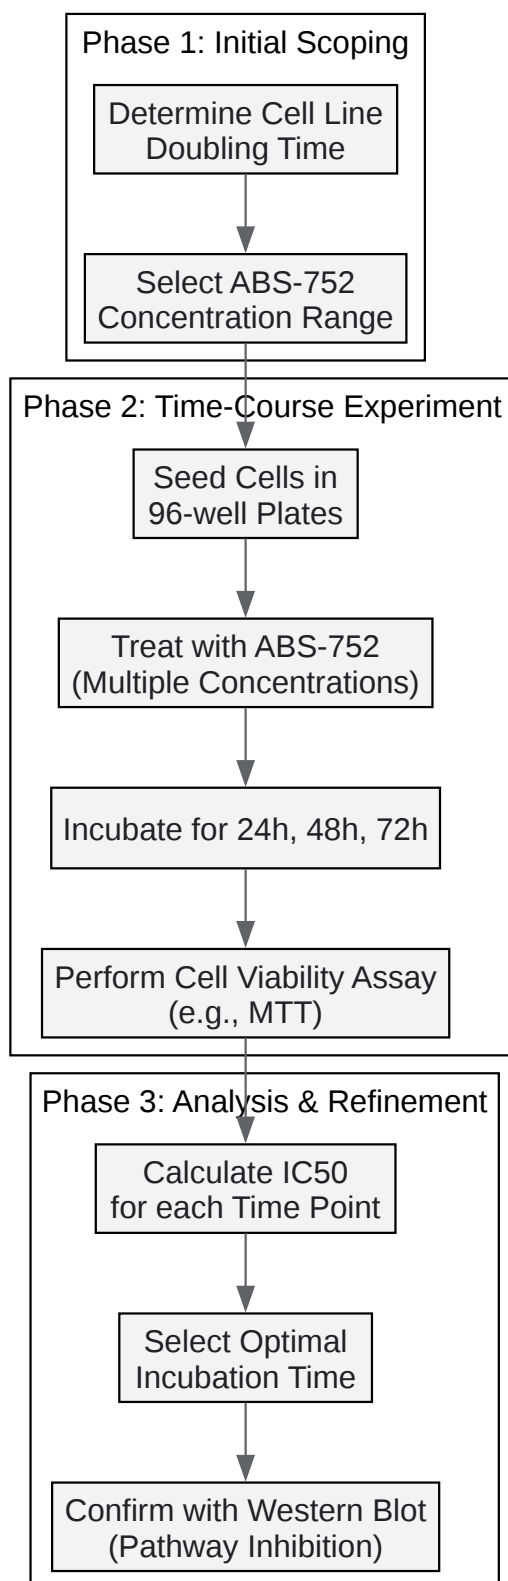 Phase 1: Initial Scoping
Determine Cell Line
Doubling Time
Select ABS-752
Concentration Range
Phase 2: Time-Course Experiment
Seed Cells in
96-well Plates
Treat with ABS-752
(Multiple Concentrations)
Incubate for 24h, 48h, 72h
Perform Cell Viability Assay
(e.g., MTT)
Phase 3: Analysis & Refinement
Calculate IC50
for each Time Point
Select Optimal
Incubation Time
Confirm with Western Blot
(Pathway Inhibition)